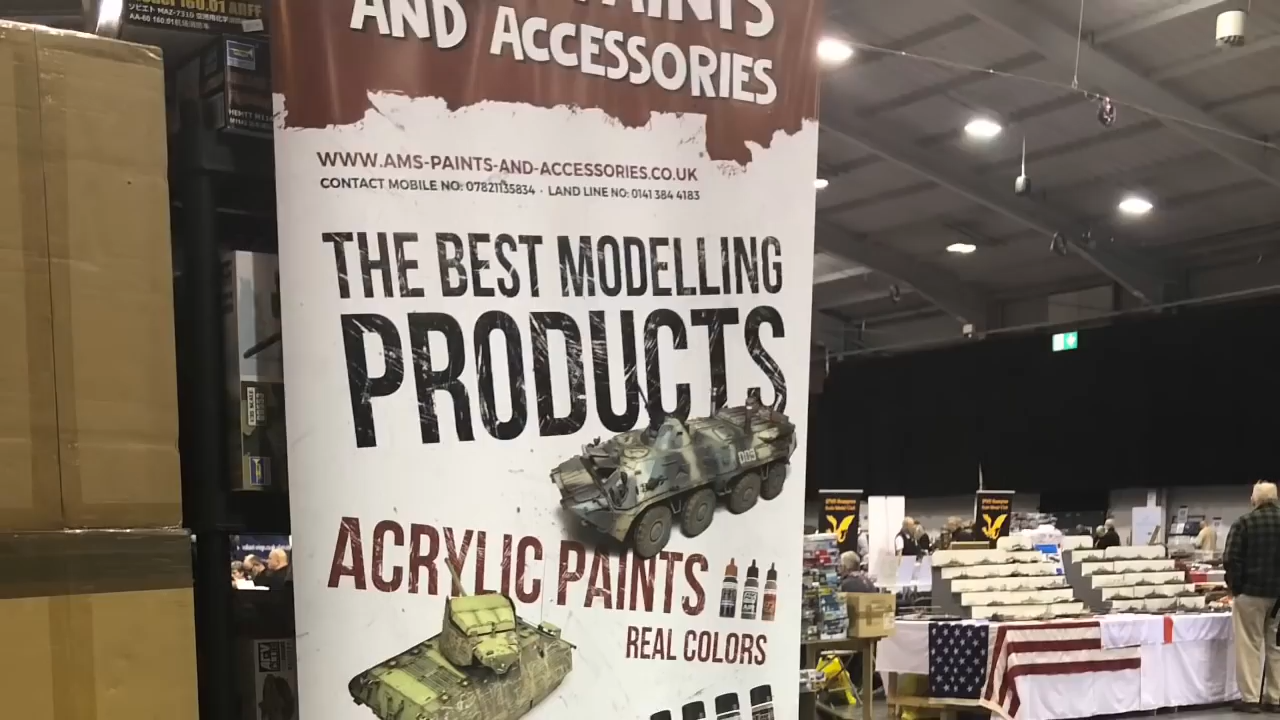 PAINTS
AND ACCESSORIES
WWW.AMS-PAINTS-AND-ACCESSORIES.CO.UK
CONTACT MOBILE NO: 07821135834 · LAND LINE NO: 0141 384 4183
THE BEST MODELLING
PRODUCTS
ACRYLIC PAINTS
REAL COLORS